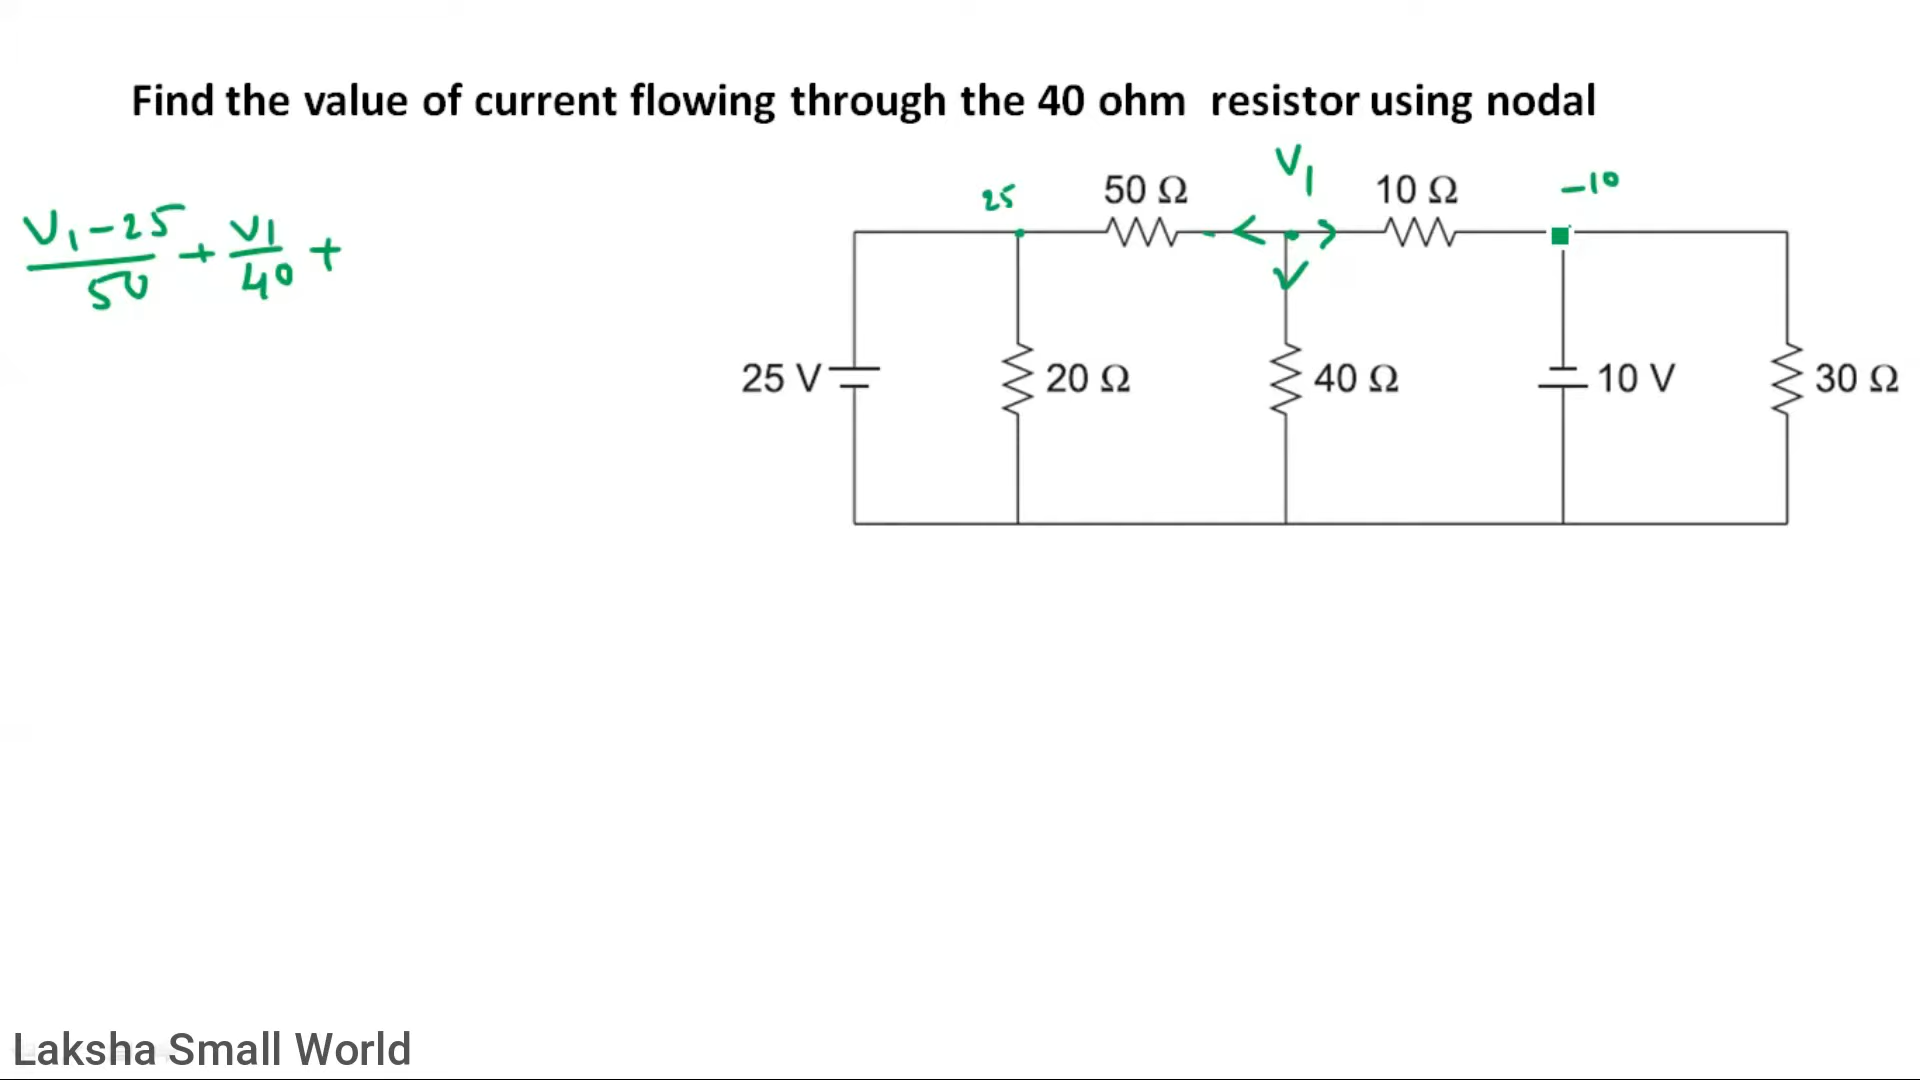 Find the value of current flowing through the 40 ohm resistor using nodal
V₁
25 50 Ω 10 Ω -10
V₁-25/50 + V1/40 +
25 V 20 Ω 40 Ω 10 V 30 Ω
Laksha Small World